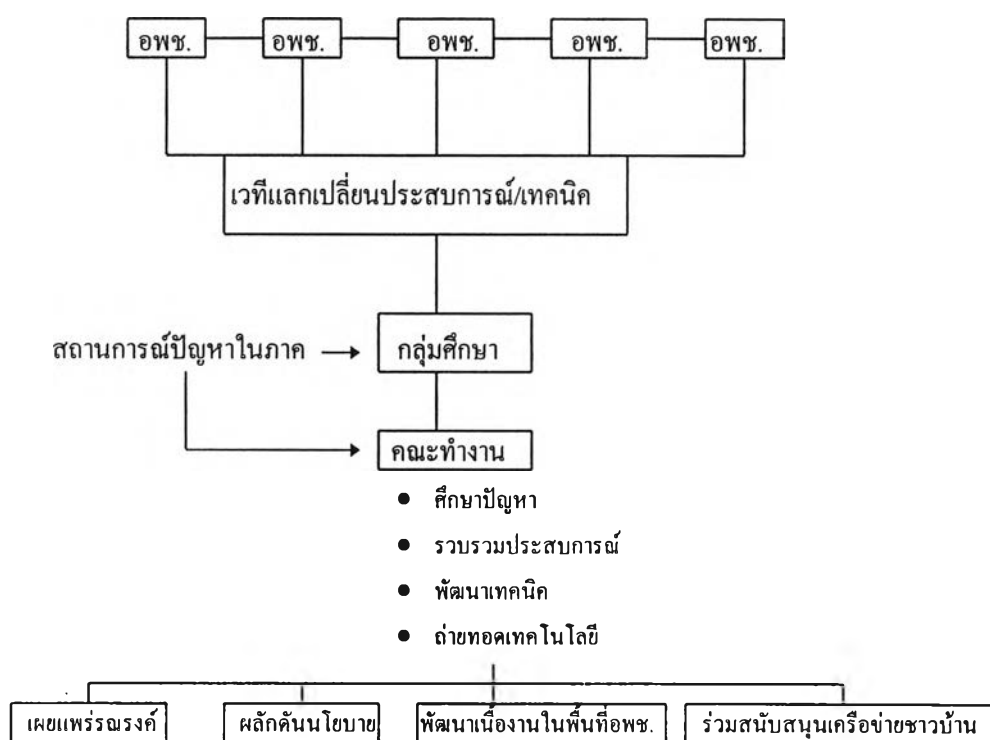 อพช. อพช. อพช. อพช. อพช.
เวทีแลกเปลี่ยนประสบการณ์/เทคนิค
สถานการณ์ปัญหาในภาค
กลุ่มศึกษา
คณะทำงาน
● ศึกษาปัญหา
● รวบรวมประสบการณ์
● พัฒนาเทคนิค
● ถ่ายทอดเทคโนโลยี
เผยแพร่รณรงค์ ผลักดันนโยบาย พัฒนาเนื้องานในพื้นที่อพช. ร่วมสนับสนุนเครือข่ายชาวบ้าน